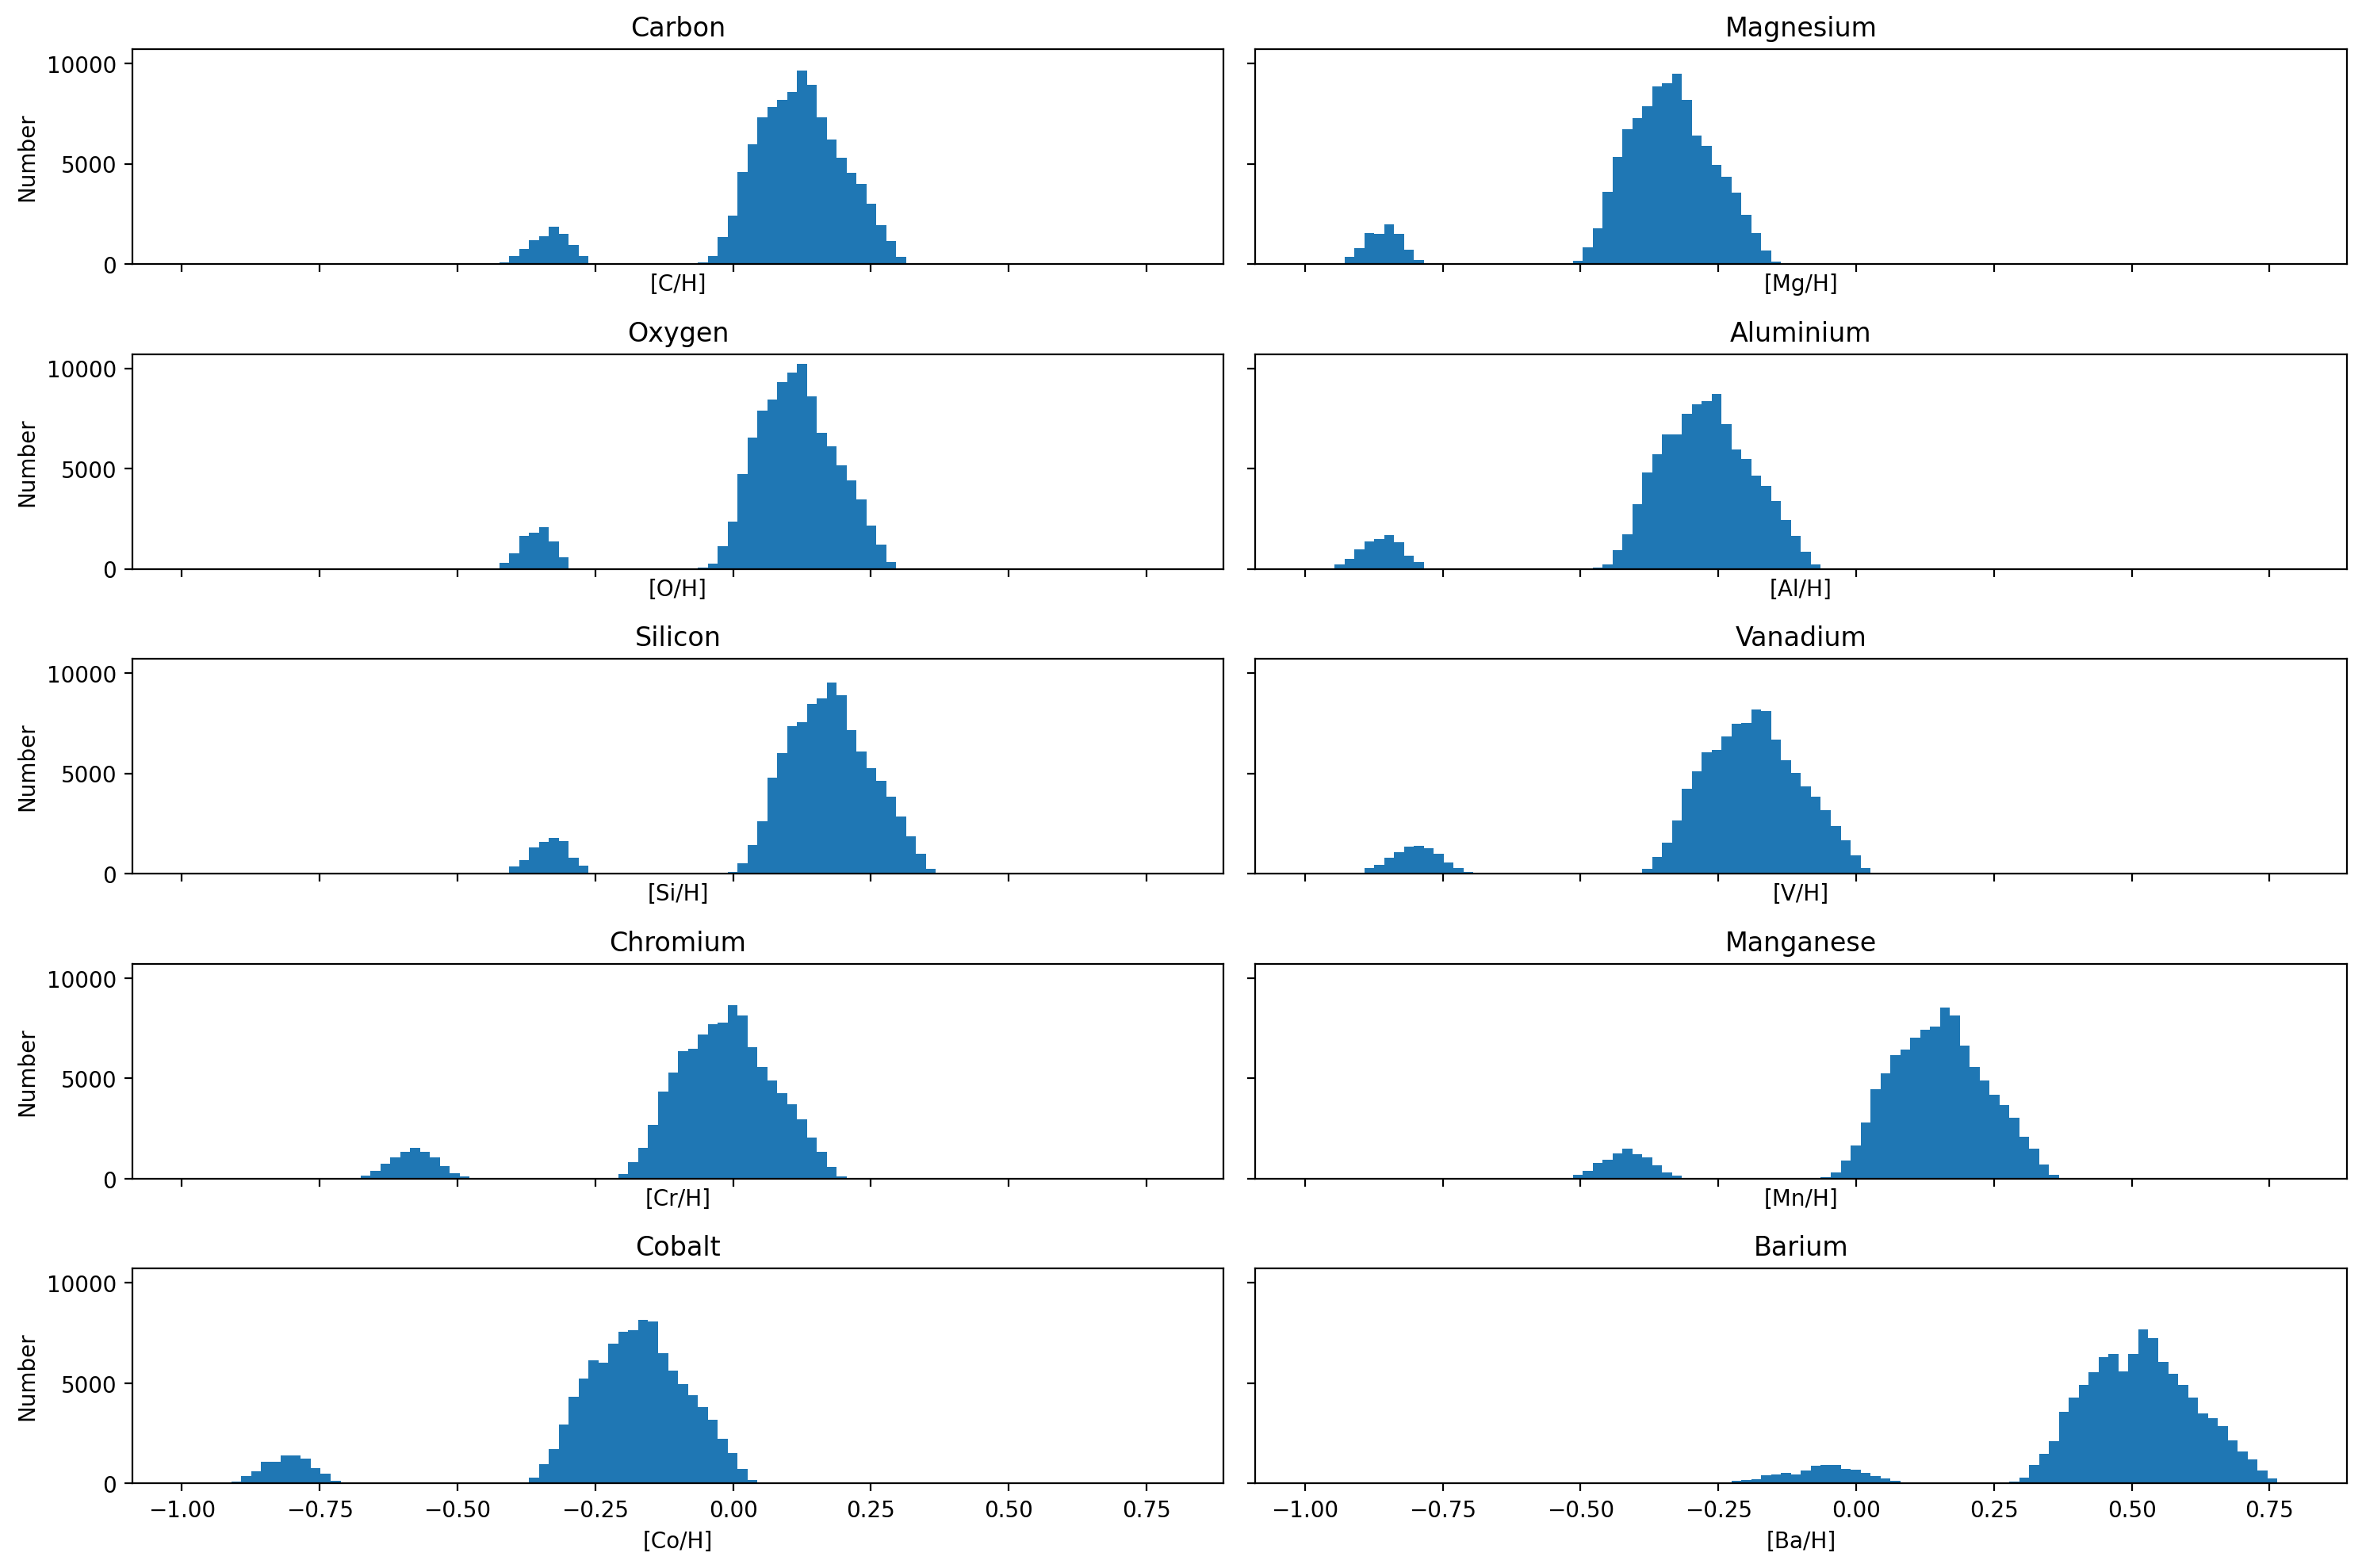 Carbon
Magnesium
10000
5000
0
Number
[C/H]
[Mg/H]
Oxygen
Aluminium
10000
5000
0
Number
[O/H]
[Al/H]
Silicon
Vanadium
10000
5000
0
Number
[Si/H]
[V/H]
Chromium
Manganese
10000
5000
0
Number
[Cr/H]
[Mn/H]
Cobalt
Barium
10000
5000
0
Number
−1.00 −0.75 −0.50 −0.25 0.00 0.25 0.50 0.75
−1.00 −0.75 −0.50 −0.25 0.00 0.25 0.50 0.75
[Co/H]
[Ba/H]